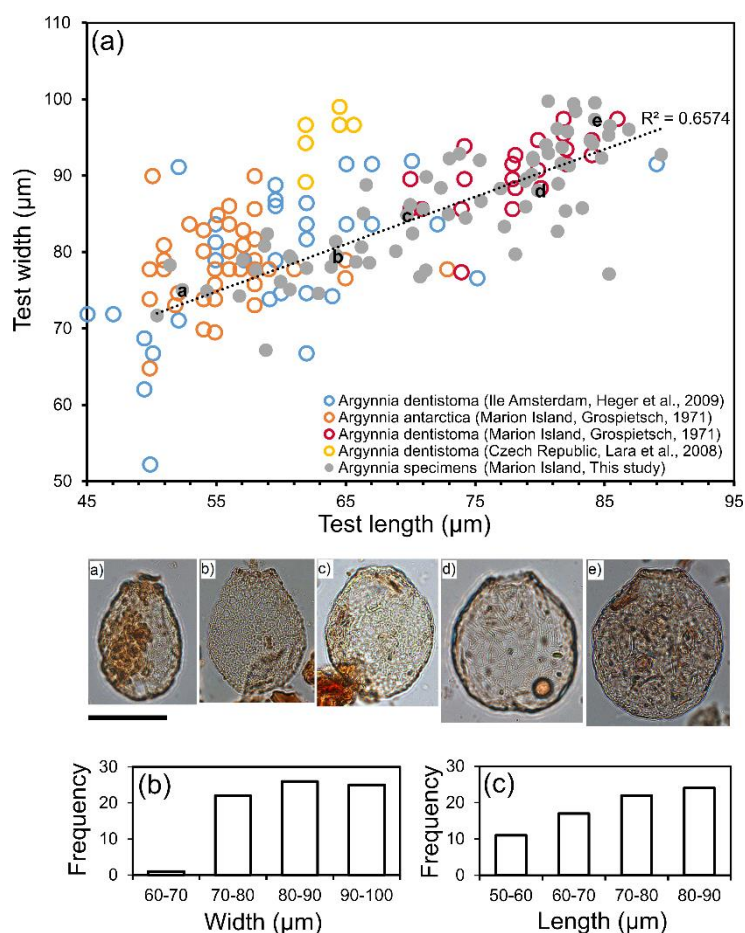 (a)
110
100
90
80
70
60
50
Test width (µm)
R² = 0.6574
a
b
c
d
e
Argynnia dentistoma (Ile Amsterdam, Heger et al., 2009)
Argynnia antarctica (Marion Island, Grospietsch, 1971)
Argynnia dentistoma (Marion Island, Grospietsch, 1971)
Argynnia dentistoma (Czech Republic, Lara et al., 2008)
Argynnia specimens (Marion Island, This study)
45 55 65 75 85 95
Test length (µm)
a) b) c) d) e)
(b)
30
20
10
0
Frequency
60-70 70-80 80-90 90-100
Width (µm)
(c)
30
20
10
0
Frequency
50-60 60-70 70-80 80-90
Length (µm)